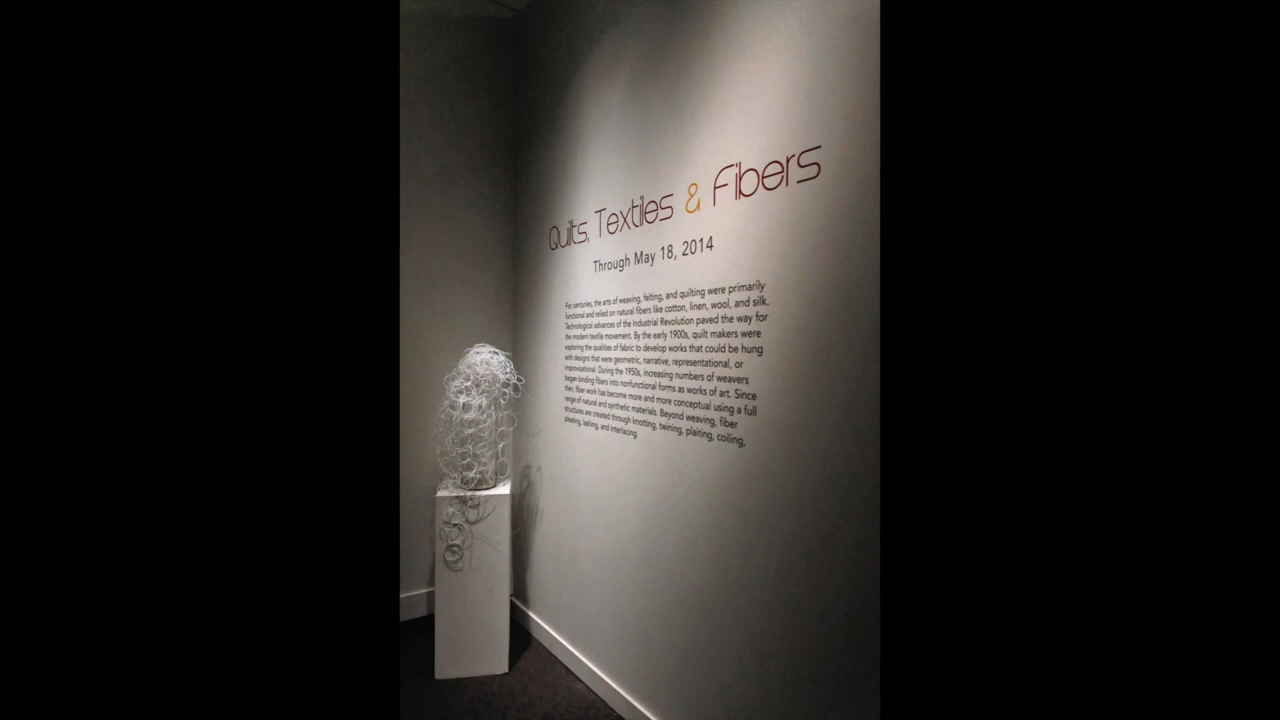 Quilts, Textiles & Fibers
Through May 18, 2014
For centuries, the arts of weaving, felting, and quilting were primarily
functional and relied on natural fibers like cotton, linen, wool, and silk.
Technological advances of the Industrial Revolution paved the way for
the modern textile movement. By the early 1900s, quilt makers were
exploring the qualities of fabric to develop works that could be hung
with designs that were geometric, narrative, representational, or
improvisational. During the 1950s, increasing numbers of weavers
began binding fibers into nonfunctional forms as works of art. Since
then, fiber work has become more and more conceptual using a full
range of natural and synthetic materials. Beyond weaving, fiber
structures are created through knotting, twining, plaiting, coiling,
pleating, lashing, and interlacing